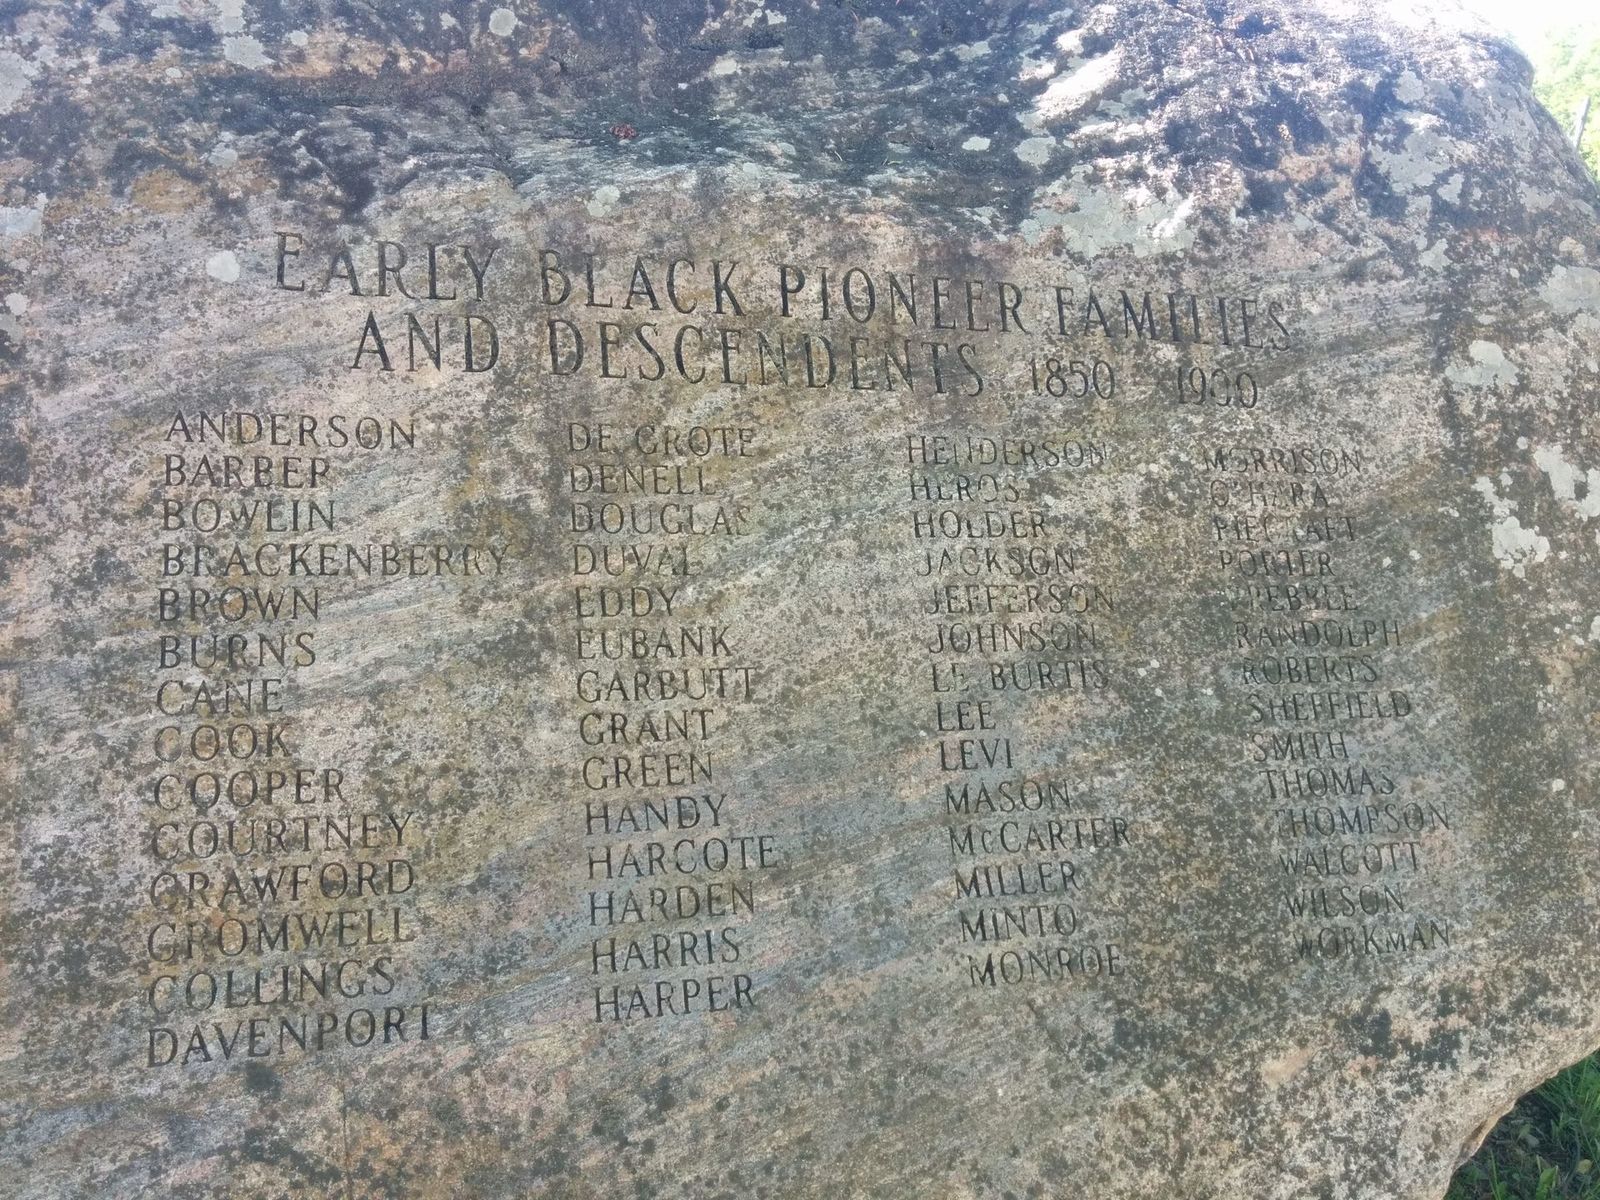 EARLY BLACK PIONEER FAMILIES
AND DESCENDENTS 1850 1900
ANDERSON
BARBER
BOWLIN
BRACKENBERRY
BROWN
BURNS
CANE
COOK
COOPER
COURTNEY
CRAWFORD
CROMWELL
COLLINGS
DAVENPORT
DE GROTE
DENELL
DOUGLAS
DUVAL
EDDY
EUBANK
GARBUTT
GRANT
GREEN
HANDY
HARCOTE
HARDEN
HARRIS
HARPER
HENDERSON
HEROS
HOLDER
JACKSON
JEFFERSON
JOHNSON
LE BURTIS
LEE
LEVI
MASON
McCARTER
MILLER
MINTO
MONROE
MORRISON
O'HARA
PORTER
RANDOLPH
ROBERTS
SHEFFIELD
SMITH
THOMAS
THOMPSON
WALCOTT
WILSON
WORKMAN